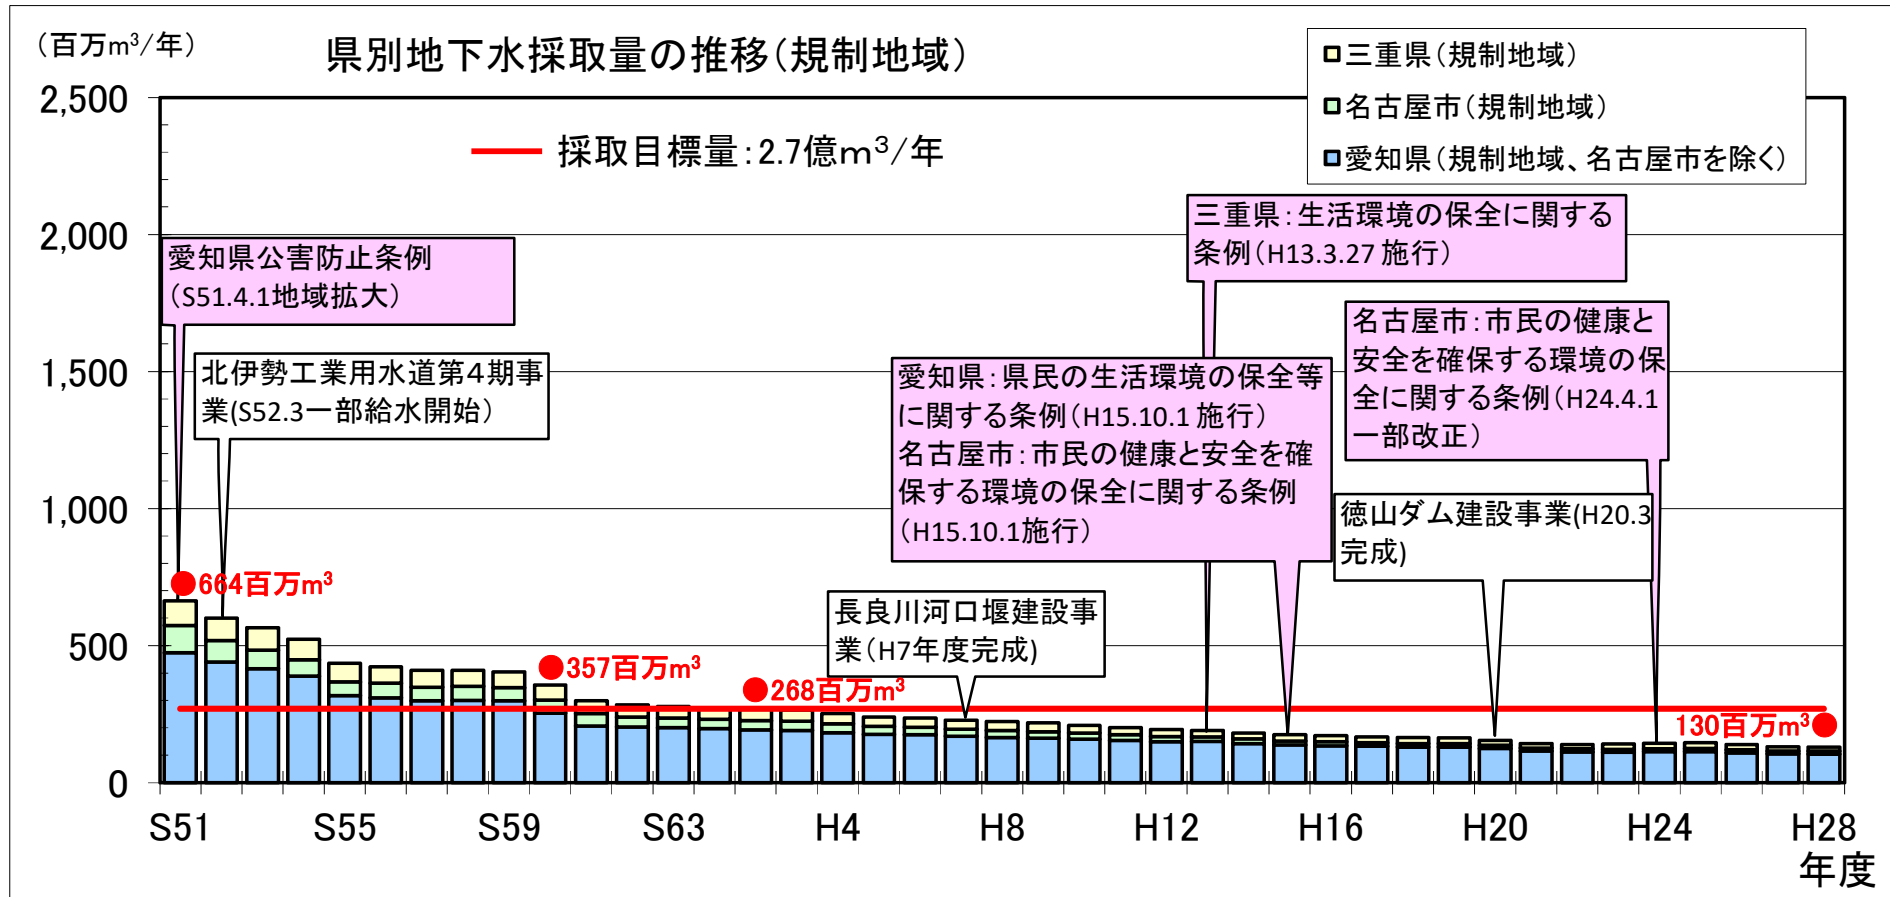 （百万m³/年）
県別地下水採取量の推移（規制地域）
三重県（規制地域）
名古屋市（規制地域）
愛知県（規制地域、名古屋市を除く）
採取目標量：2.7億m³/年
2,500
2,000
1,500
1,000
500
0
愛知県公害防止条例
（S51.4.1地域拡大）
北伊勢工業用水道第４期事
業(S52.3一部給水開始）
三重県：生活環境の保全に関する
条例（H13.3.27 施行）
愛知県：県民の生活環境の保全等
に関する条例（H15.10.1 施行）
名古屋市：市民の健康と安全を確
保する環境の保全に関する条例
（H15.10.1施行）
名古屋市：市民の健康と
安全を確保する環境の保
全に関する条例（H24.4.1
一部改正）
徳山ダム建設事業(H20.3
完成)
長良川河口堰建設事
業（H7年度完成)
664百万m³
357百万m³
268百万m³
130百万m³
S51
S55
S59
S63
H4
H8
H12
H16
H20
H24
H28
年度